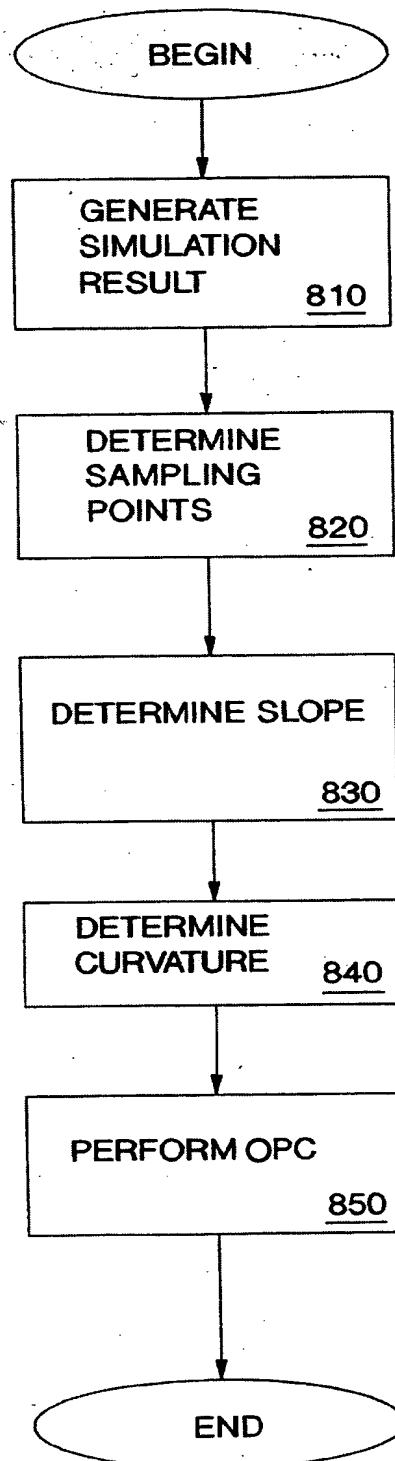 BEGIN
GENERATE
SIMULATION
RESULT
810
DETERMINE
SAMPLING
POINTS
820
DETERMINE SLOPE
830
DETERMINE
CURVATURE
840
PERFORM OPC
850
END